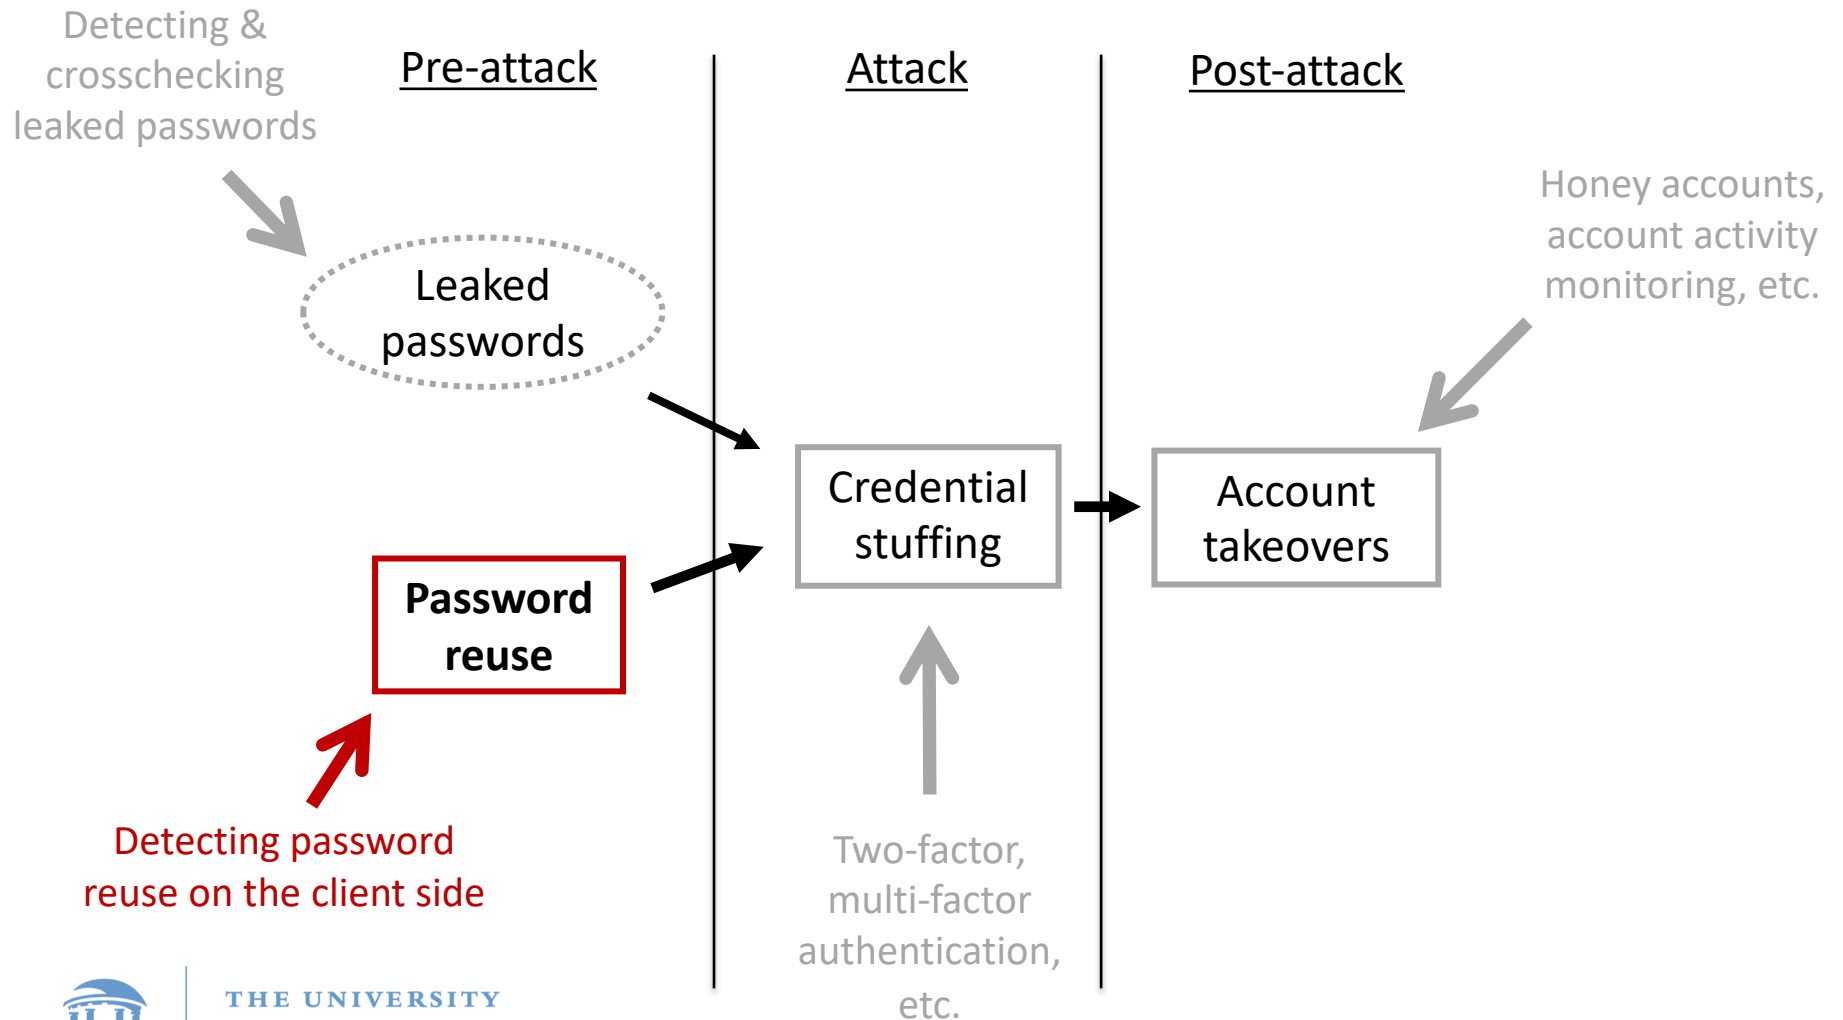 Detecting &
crosschecking
leaked passwords
Pre-attack
Attack
Post-attack
Honey accounts,
account activity
monitoring, etc.
Leaked
passwords
Credential
stuffing
Account
takeovers
Password
reuse
Detecting password
reuse on the client side
Two-factor,
multi-factor
authentication,
etc.
THE UNIVERSITY